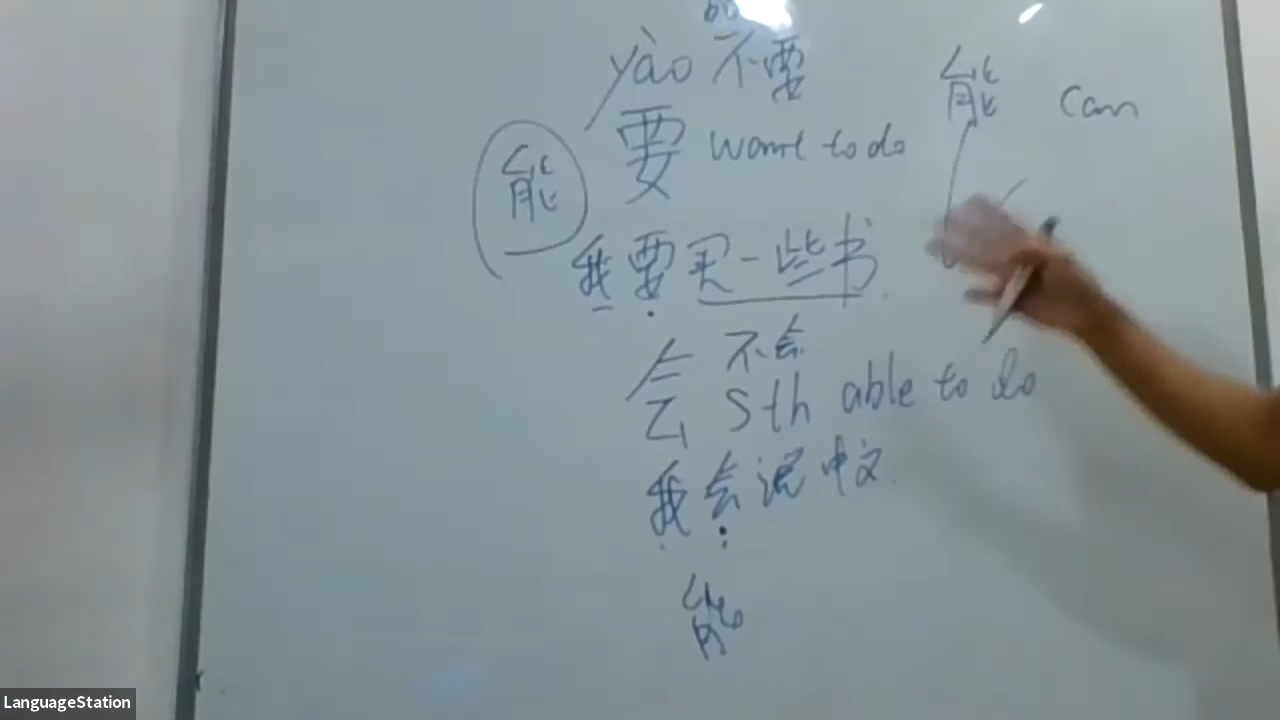 bù
yào 不要
能 can
能
要 want to do
我要买一些书.
不会
会 sth able to do
我会说中文.
能
LanguageStation